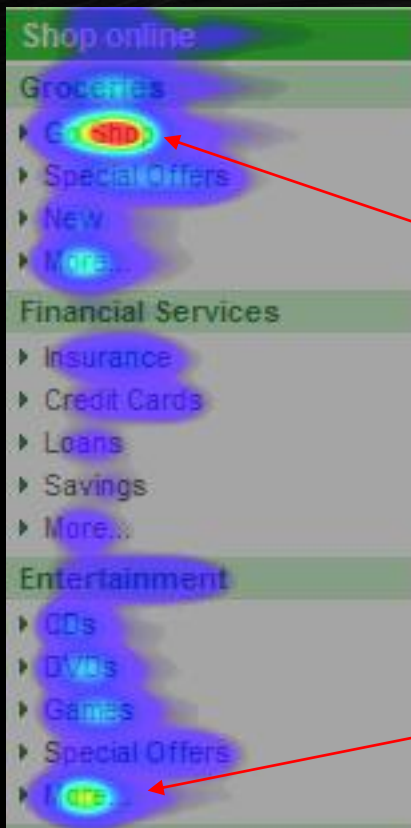 Shop online
Groceries
Go Shop
Special Offers
New
More...
Financial Services
Insurance
Credit Cards
Loans
Savings
More...
Entertainment
CDs
DVDs
Games
Special Offers
More...